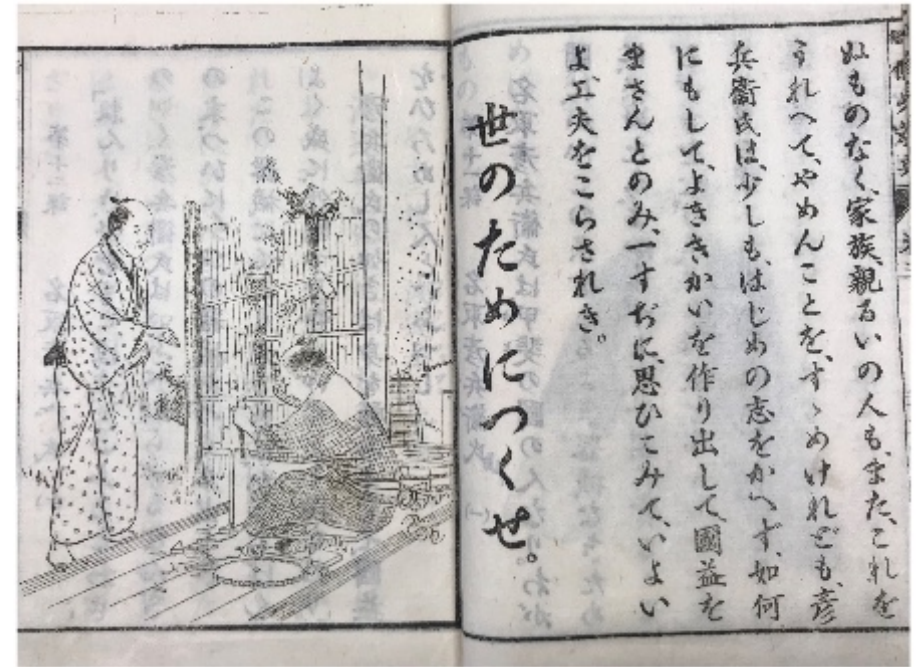 ぬものなく、家族親るいの人も、また、これを
うれへて、やめんことを、すゝめけれども、彦
兵衞氏は、少しも、はじめの志をかへず、如何
にもして、よききかいを作り出して、國益を
まさんとのみ、一すぢに、思ひこみて、いよい
よ、工夫をこらされき。
世のためにつくせ。